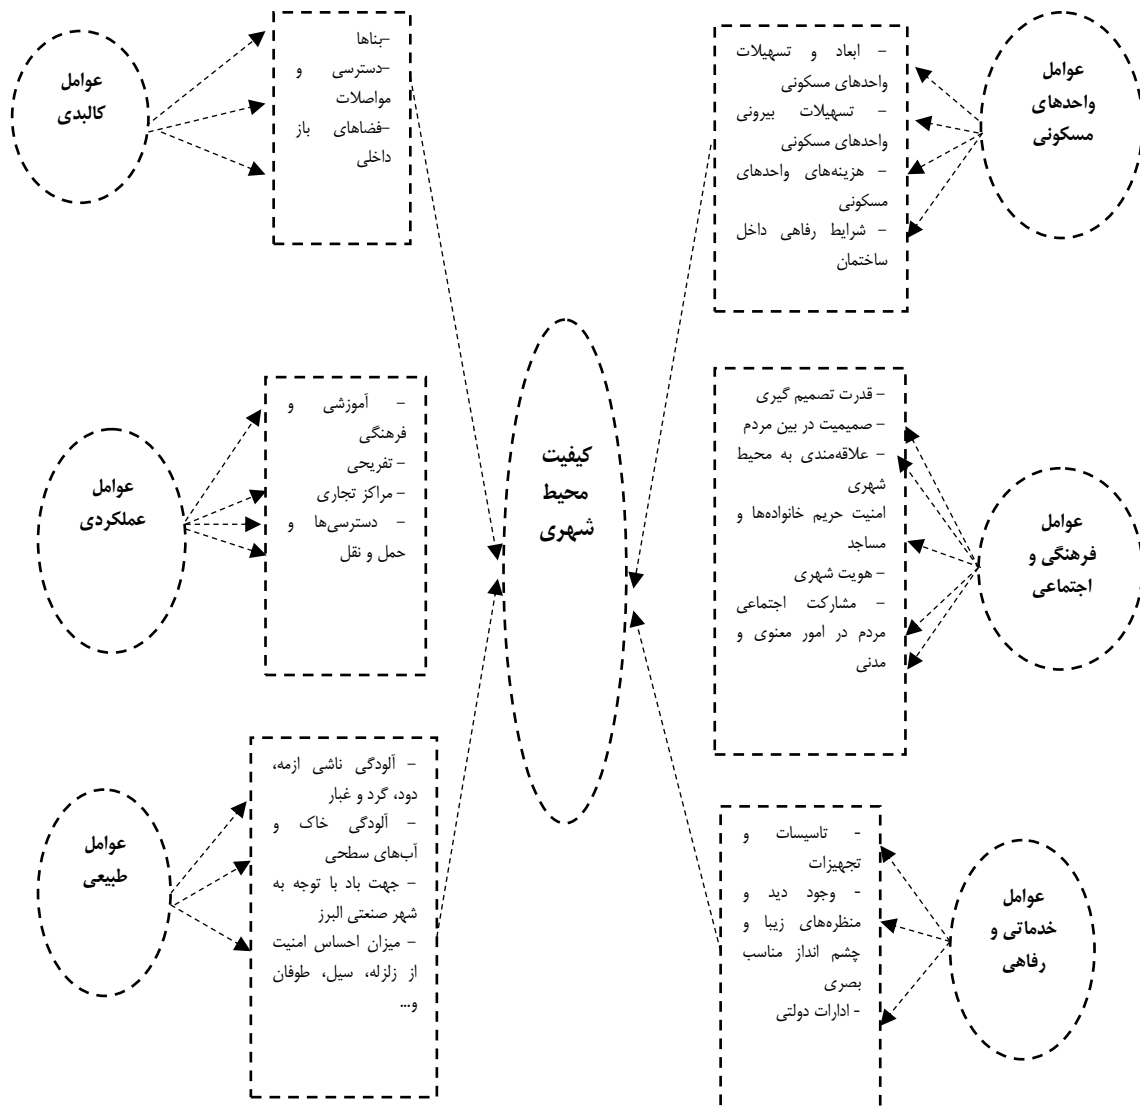 عوامل
واحدهای
مسکونی
– ابعاد و تسهیلات
واحدهای مسکونی
– تسهیلات بیرونی
واحدهای مسکونی
– هزینه‌های واحدهای
مسکونی
– شرایط رفاهی داخل
ساختمان
–بناها
–دسترسی و
مواصلات
–فضاهای باز
داخلی
عوامل
کالبدی
عوامل
فرهنگی و
اجتماعی
– قدرت تصمیم گیری
– صمیمیت در بین مردم
– علاقه‌مندی به محیط
شهری
امنیت حریم خانواده‌ها و
مساجد
– هویت شهری
– مشارکت اجتماعی
مردم در امور معنوی و
مدنی
کیفیت
محیط
شهری
– آموزشی و
فرهنگی
– تفریحی
– مراکز تجاری
– دسترسی‌ها و
حمل و نقل
عوامل
عملکردی
عوامل
خدماتی و
رفاهی
- تاسیسات و
تجهیزات
- وجود دید و
منظره‌های زیبا و
چشم انداز مناسب
بصری
- ادارات دولتی
– آلودگی ناشی ازمه،
دود، گرد و غبار
– آلودگی خاک و
آب‌های سطحی
– جهت باد با توجه به
شهر صنعتی البرز
– میزان احساس امنیت
از زلزله، سیل، طوفان
و...
عوامل
طبیعی